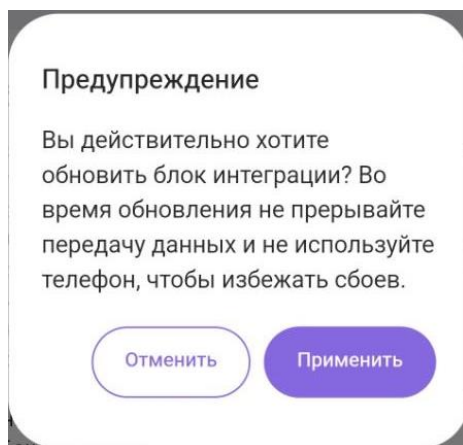 Предупреждение
Вы действительно хотите
обновить блок интеграции? Во
время обновления не прерывайте
передачу данных и не используйте
телефон, чтобы избежать сбоев.
Отменить
Применить